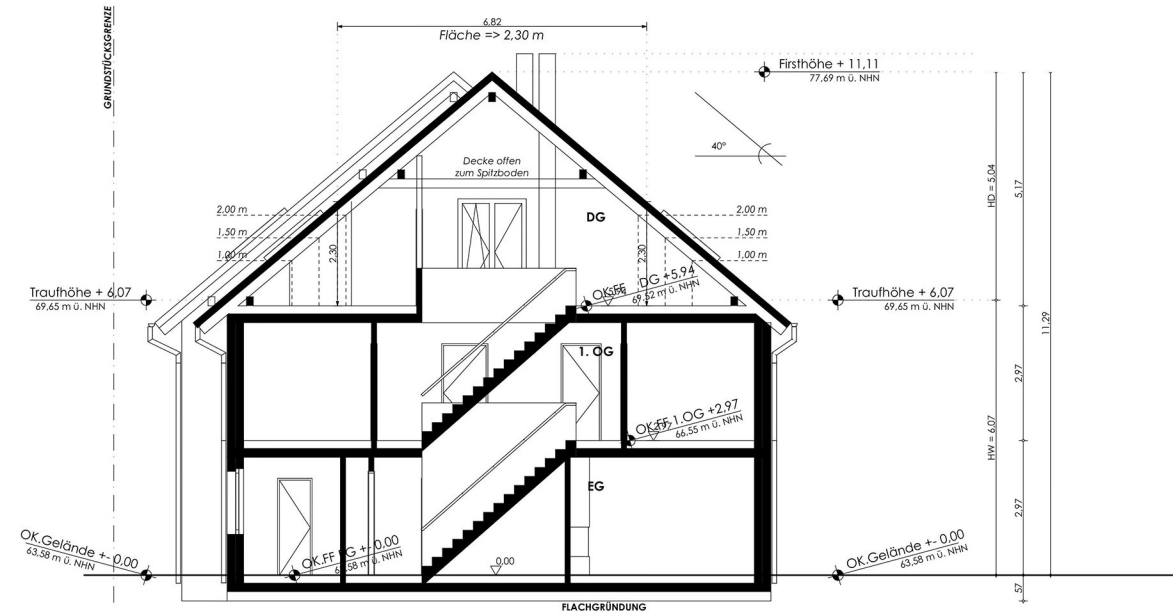 GRUNDSTÜCKSGRENZE
6,82
Fläche => 2,30 m
Firsthöhe + 11,11
77,69 m ü. NHN
40°
Decke offen
zum Spitzboden
HD = 5,04
5,17
2,00 m
1,50 m
1,00 m
2,30
DG
2,30
2,00 m
1,50 m
1,00 m
OK.FF DG +5,94
69,52 m ü. NHN
Traufhöhe + 6,07
69,65 m ü. NHN
Traufhöhe + 6,07
69,65 m ü. NHN
11,29
1. OG
2,97
OK.FF 1.OG +2,97
66,55 m ü. NHN
HW = 6,07
EG
2,97
OK.Gelände +- 0,00
63,58 m ü. NHN
OK.FF EG +- 0,00
63,58 m ü. NHN
0,00
OK.Gelände +- 0,00
63,58 m ü. NHN
57
FLACHGRÜNDUNG